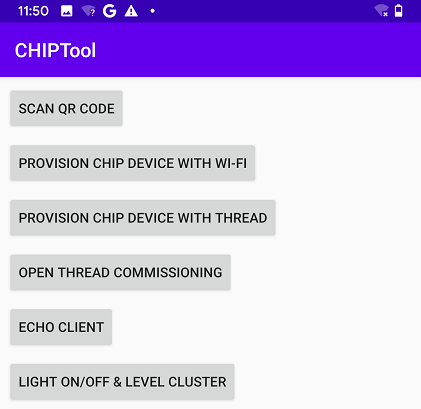 11:50
CHIPTool
SCAN QR CODE
PROVISION CHIP DEVICE WITH WI-FI
PROVISION CHIP DEVICE WITH THREAD
OPEN THREAD COMMISSIONING
ECHO CLIENT
LIGHT ON/OFF & LEVEL CLUSTER